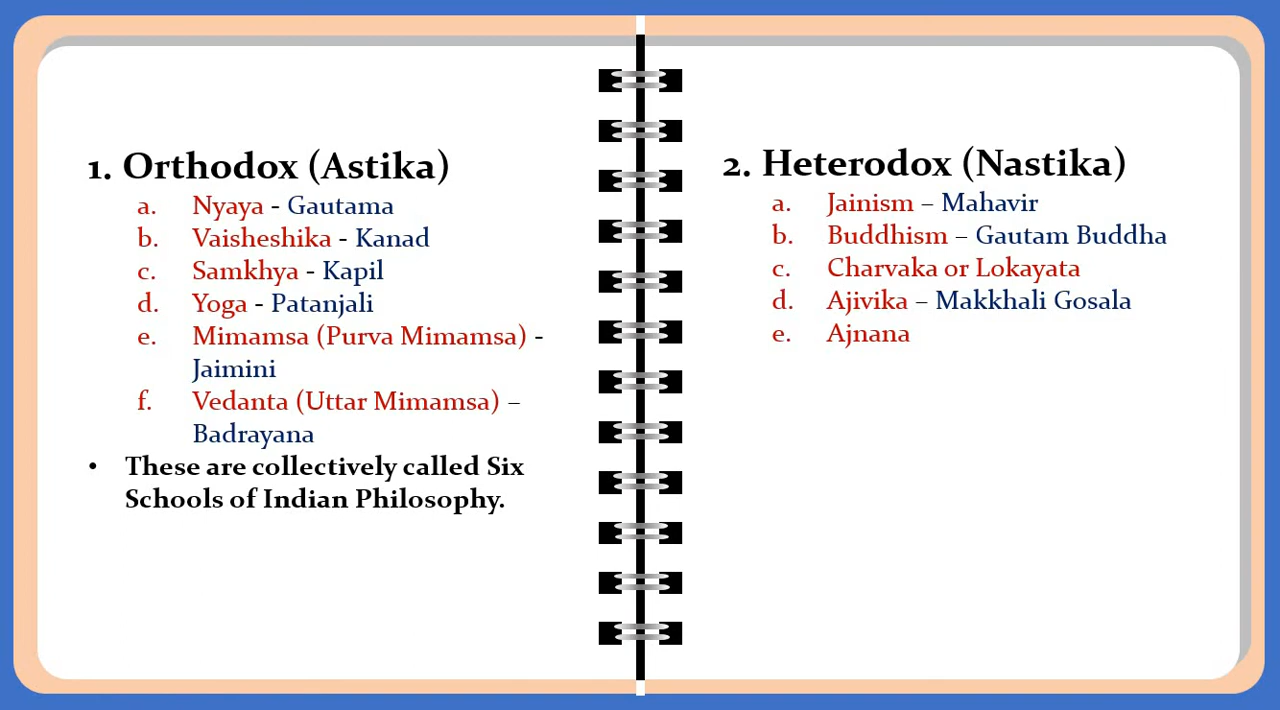 1. Orthodox (Astika)
a. Nyaya - Gautama
b. Vaisheshika - Kanad
c. Samkhya - Kapil
d. Yoga - Patanjali
e. Mimamsa (Purva Mimamsa) -
Jaimini
f. Vedanta (Uttar Mimamsa) –
Badrayana
• These are collectively called Six
Schools of Indian Philosophy.
2. Heterodox (Nastika)
a. Jainism – Mahavir
b. Buddhism – Gautam Buddha
c. Charvaka or Lokayata
d. Ajivika – Makkhali Gosala
e. Ajnana